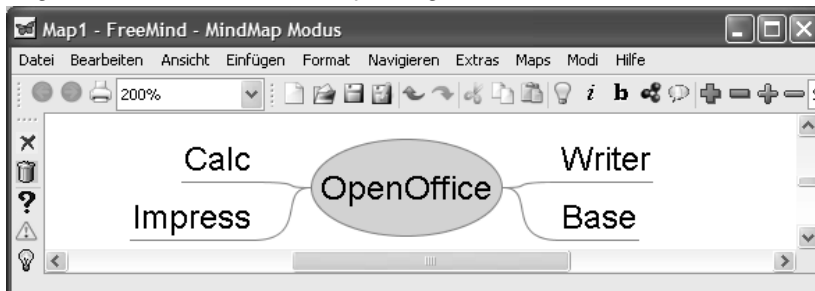 Map1 - FreeMind - MindMap Modus
Datei Bearbeiten Ansicht Einfügen Format Navigieren Extras Maps Modi Hilfe
200%
Calc
Writer
OpenOffice
Impress
Base